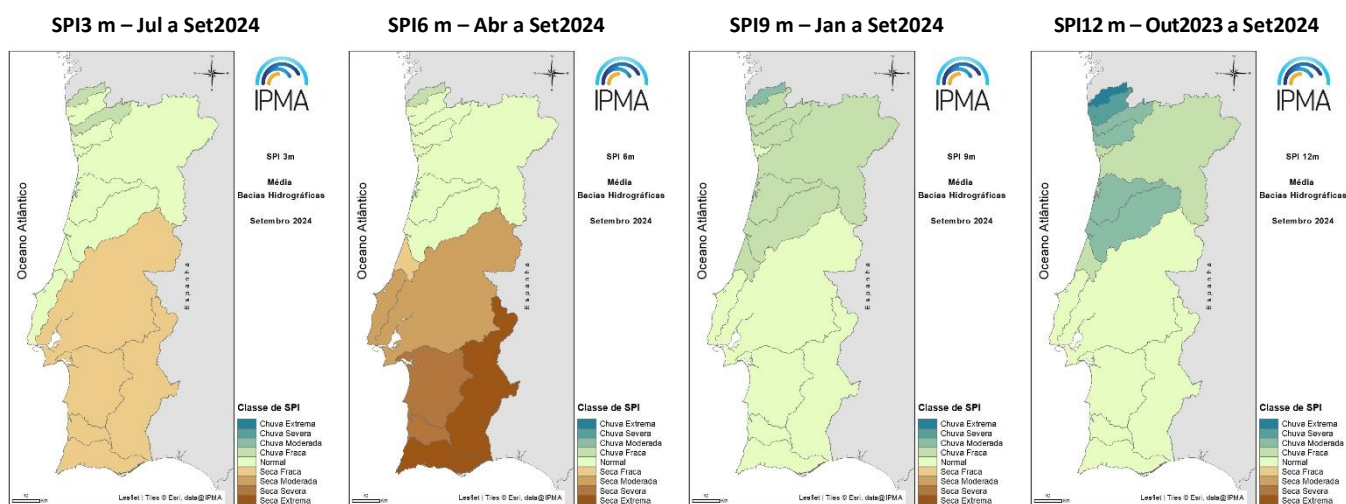 SPI3 m – Jul a Set2024
IPMA
SPI 3m
Média
Bacias Hidrográficas
Setembro 2024
Oceano Atlântico
Espanha
Classe de SPI
Chuva Extrema
Chuva Severa
Chuva Moderada
Chuva Fraca
Normal
Seca Fraca
Seca Moderada
Seca Severa
Seca Extrema
Leaflet | Tiles © Esri, data@IPMA
SPI6 m – Abr a Set2024
IPMA
SPI 6m
Média
Bacias Hidrográficas
Setembro 2024
Oceano Atlântico
Espanha
Classe de SPI
Chuva Extrema
Chuva Severa
Chuva Moderada
Chuva Fraca
Normal
Seca Fraca
Seca Moderada
Seca Severa
Seca Extrema
Leaflet | Tiles © Esri, data@IPMA
SPI9 m – Jan a Set2024
IPMA
SPI 9m
Média
Bacias Hidrográficas
Setembro 2024
Oceano Atlântico
Espanha
Classe de SPI
Chuva Extrema
Chuva Severa
Chuva Moderada
Chuva Fraca
Normal
Seca Fraca
Seca Moderada
Seca Severa
Seca Extrema
Leaflet | Tiles © Esri, data@IPMA
SPI12 m – Out2023 a Set2024
IPMA
SPI 12m
Média
Bacias Hidrográficas
Setembro 2024
Oceano Atlântico
Espanha
Classe de SPI
Chuva Extrema
Chuva Severa
Chuva Moderada
Chuva Fraca
Normal
Seca Fraca
Seca Moderada
Seca Severa
Seca Extrema
Leaflet | Tiles © Esri, data@IPMA